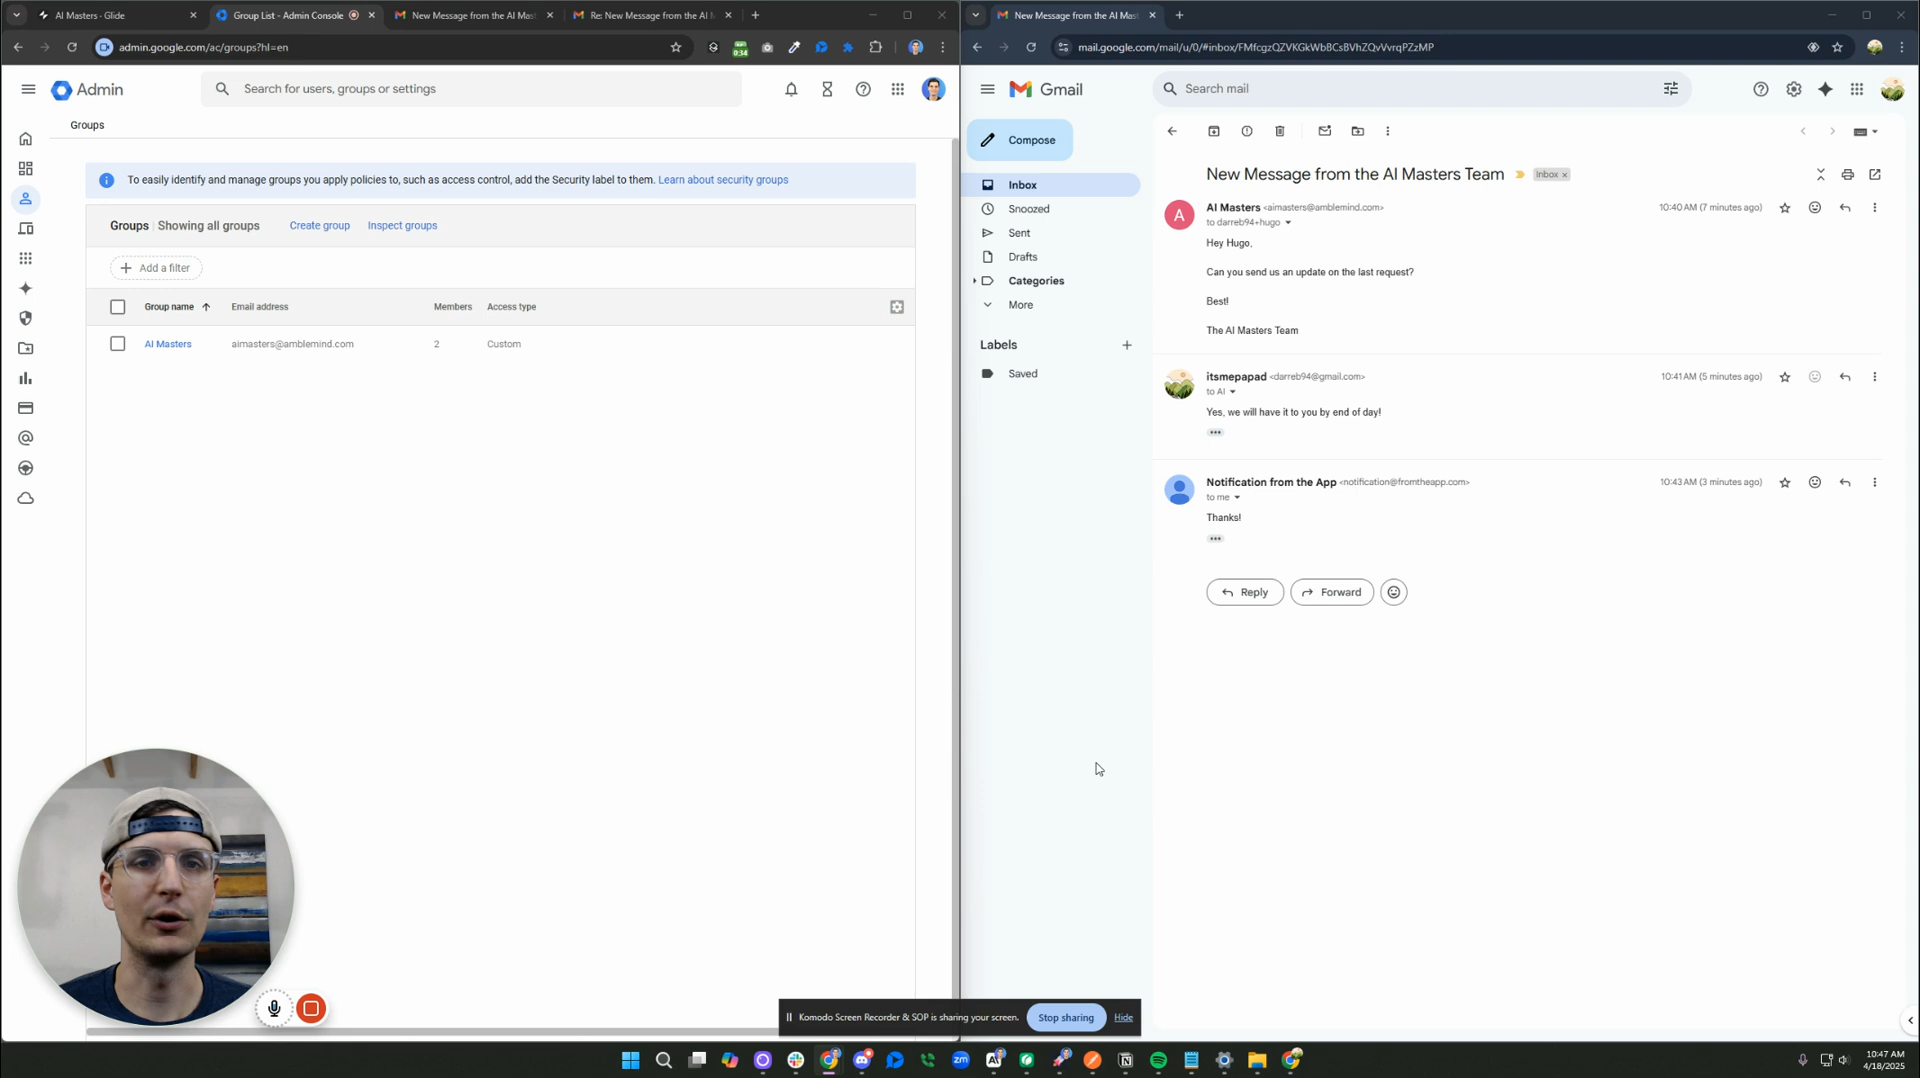 AI Masters - Glide
Group List - Admin Console
New Message from the AI Mast
Re: New Message from the AI M
admin.google.com/ac/groups?hl=en
0:34
Admin
Search for users, groups or settings
Groups
To easily identify and manage groups you apply policies to, such as access control, add the Security label to them. Learn about security groups
Groups | Showing all groups
Create group
Inspect groups
Add a filter
Group name
Email address
Members
Access type
AI Masters
aimasters@amblemind.com
2
Custom
New Message from the AI Mast
mail.google.com/mail/u/0/#inbox/FMfcgzQZVKGkWbBCsBVhZQvVvrqPZzMP
Gmail
Search mail
Compose
Inbox
Snoozed
Sent
Drafts
Categories
More
Labels
Saved
New Message from the AI Masters Team
Inbox x
A
AI Masters <aimasters@amblemind.com>
10:40 AM (7 minutes ago)
to darreb94+hugo
Hey Hugo,
Can you send us an update on the last request?
Best!
The AI Masters Team
itsmepapad <darreb94@gmail.com>
10:41 AM (5 minutes ago)
to AI
Yes, we will have it to you by end of day!
Notification from the App <notification@fromtheapp.com>
10:43 AM (3 minutes ago)
to me
Thanks!
Reply
Forward
Komodo Screen Recorder & SOP is sharing your screen.
Stop sharing
Hide
zm
10:47 AM
4/18/2025